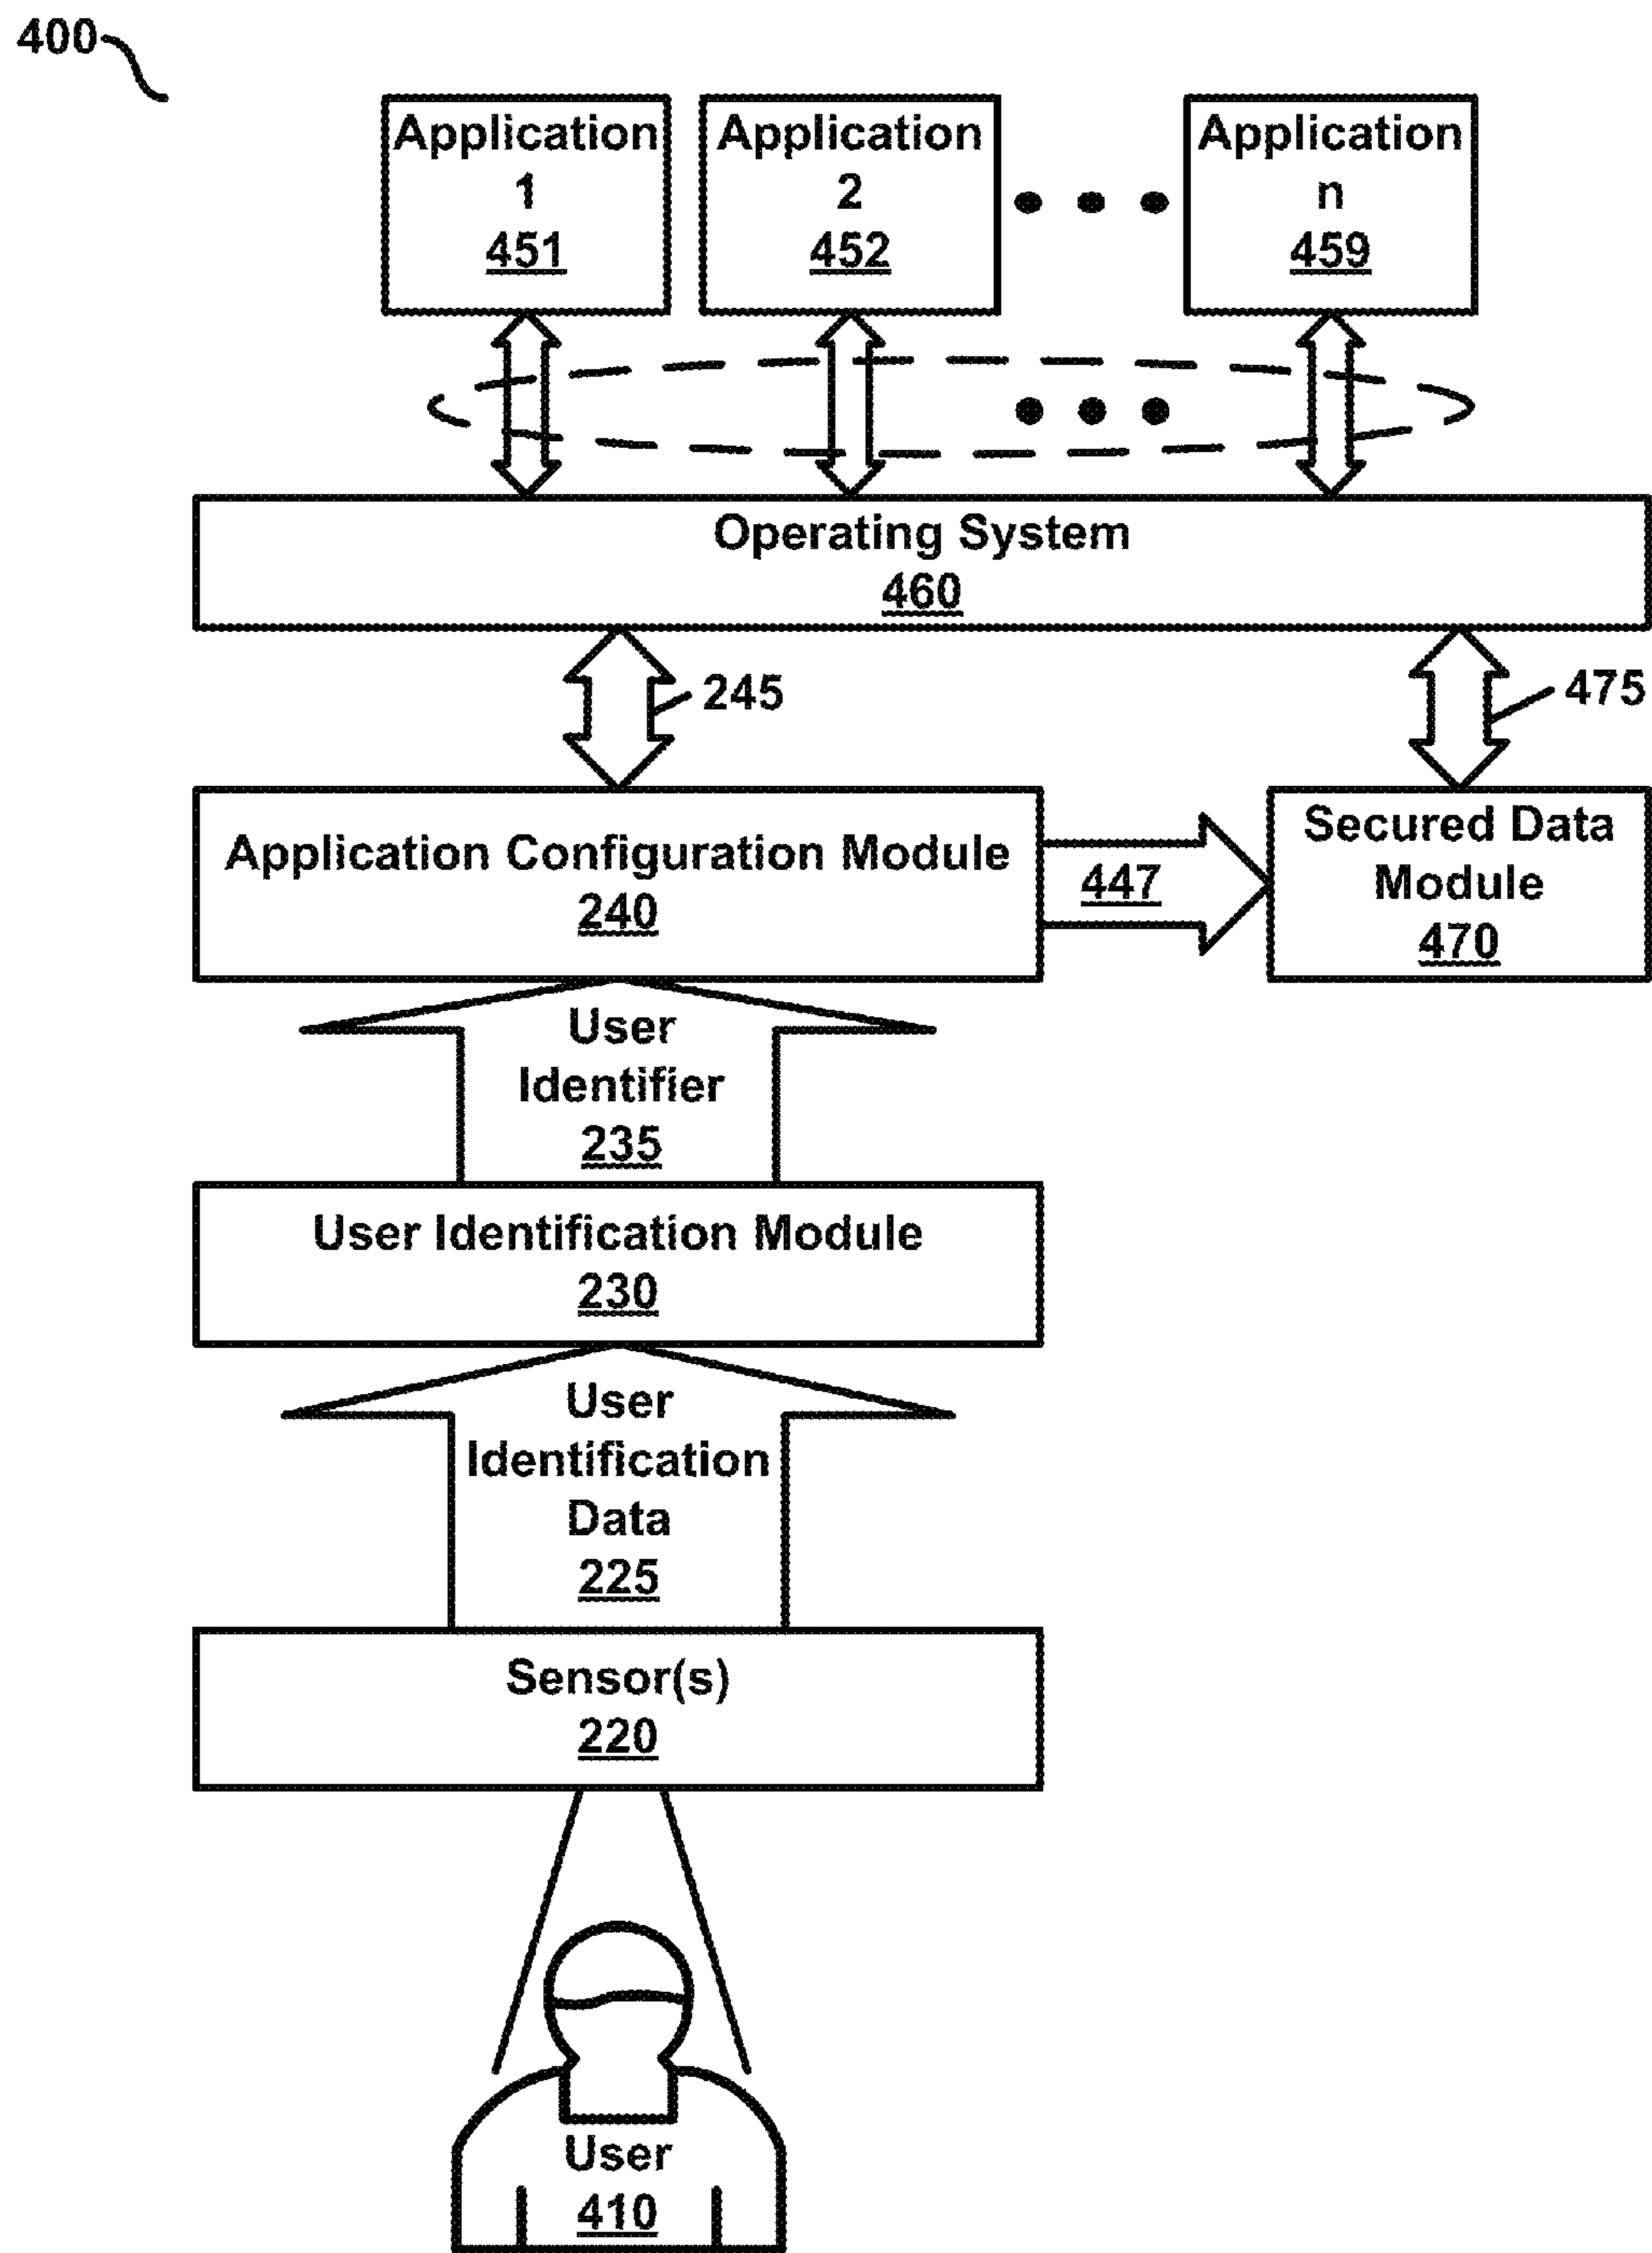 400
Application
1
451
Application
2
452
Application
n
459
Operating System
460
245
475
Application Configuration Module
240
447
Secured Data
Module
470
User
Identifier
235
User Identification Module
230
User
Identification
Data
225
Sensor(s)
220
User
410